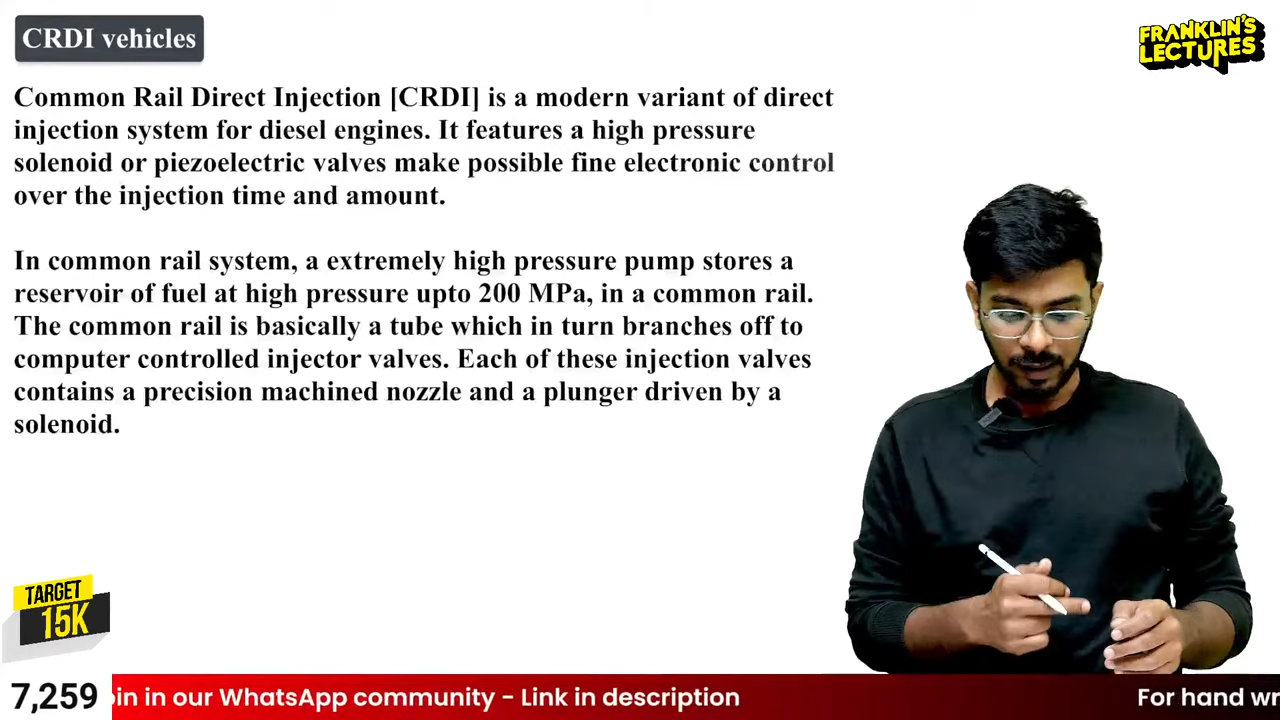 CRDI vehicles
FRANKLIN'S
LECTURES
Common Rail Direct Injection [CRDI] is a modern variant of direct
injection system for diesel engines. It features a high pressure
solenoid or piezoelectric valves make possible fine electronic control
over the injection time and amount.
In common rail system, a extremely high pressure pump stores a
reservoir of fuel at high pressure upto 200 MPa, in a common rail.
The common rail is basically a tube which in turn branches off to
computer controlled injector valves. Each of these injection valves
contains a precision machined nozzle and a plunger driven by a
solenoid.
TARGET
15K
7,259
in our WhatsApp community - Link in description
For hand